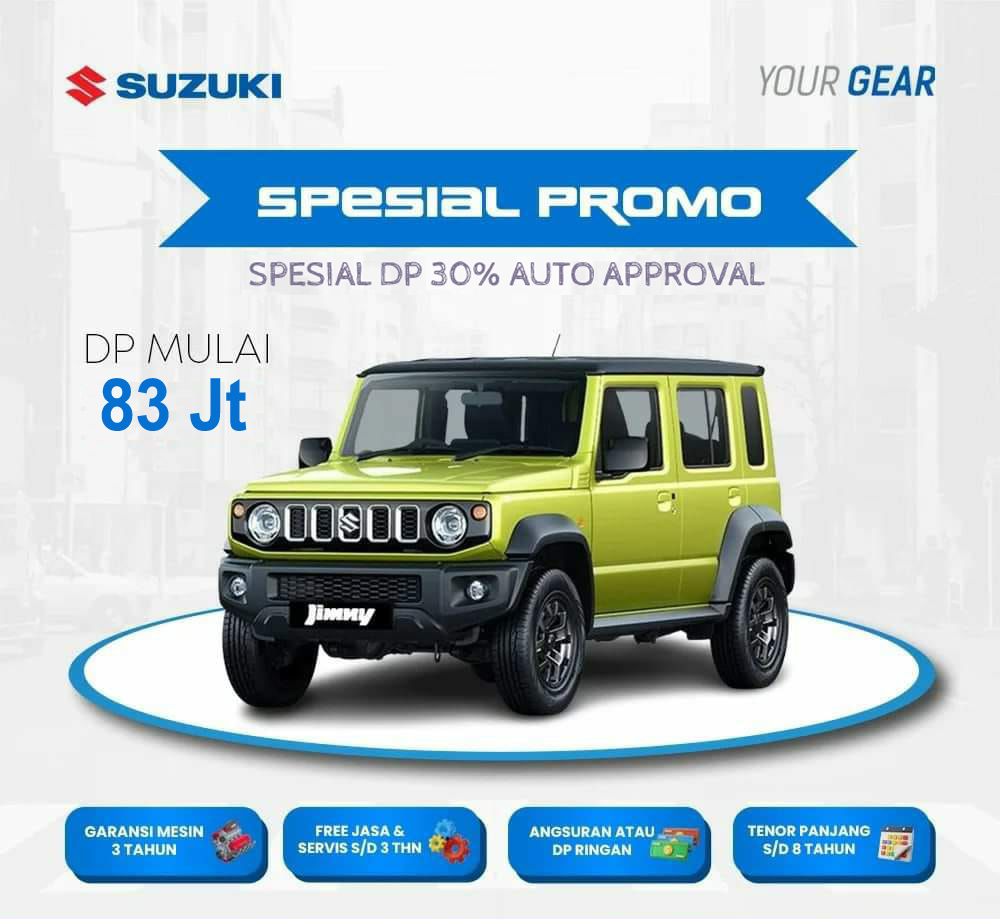 SUZUKI
YOUR GEAR
SPESIAL PROMO
SPESIAL DP 30% AUTO APPROVAL
DP MULAI
83 Jt
Jimny
GARANSI MESIN
3 TAHUN
FREE JASA &
SERVIS S/D 3 THN
ANGSURAN ATAU
DP RINGAN
TENOR PANJANG
S/D 8 TAHUN